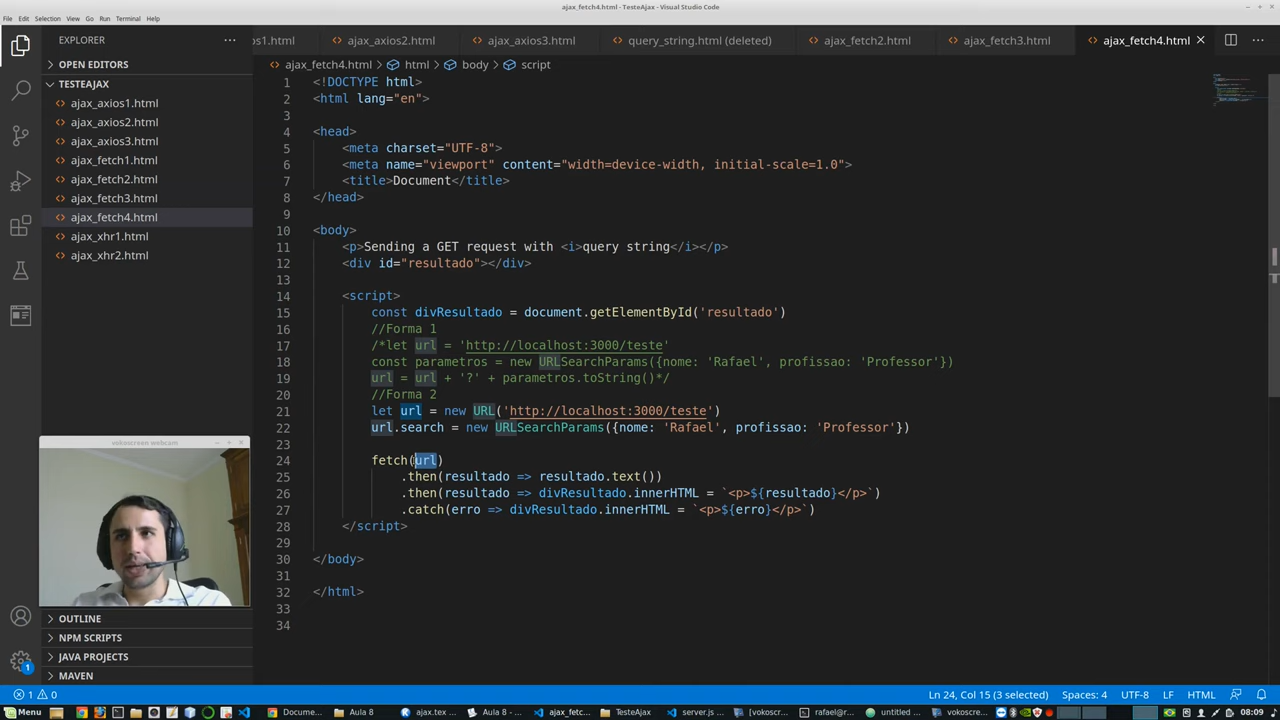 ajax_fetch4.html - TesteAjax - Visual Studio Code
File Edit Selection View Go Run Terminal Help
EXPLORER
os1.html ajax_axios2.html ajax_axios3.html query_string.html (deleted) ajax_fetch2.html ajax_fetch3.html ajax_fetch4.html
OPEN EDITORS
TESTEAJAX
ajax_axios1.html
ajax_axios2.html
ajax_axios3.html
ajax_fetch1.html
ajax_fetch2.html
ajax_fetch3.html
ajax_fetch4.html
ajax_xhr1.html
ajax_xhr2.html
ajax_fetch4.html > html > body > script
1 <!DOCTYPE html>
2 <html lang="en">
3
4 <head>
5 <meta charset="UTF-8">
6 <meta name="viewport" content="width=device-width, initial-scale=1.0">
7 <title>Document</title>
8 </head>
9
10 <body>
11 <p>Sending a GET request with <i>query string</i></p>
12 <div id="resultado"></div>
13
14 <script>
15 const divResultado = document.getElementById('resultado')
16 //Forma 1
17 /*let url = 'http://localhost:3000/teste'
18 const parametros = new URLSearchParams({nome: 'Rafael', profissao: 'Professor'})
19 url = url + '?' + parametros.toString()*/
20 //Forma 2
21 let url = new URL('http://localhost:3000/teste')
22 url.search = new URLSearchParams({nome: 'Rafael', profissao: 'Professor'})
23
24 fetch(url)
25 .then(resultado => resultado.text())
26 .then(resultado => divResultado.innerHTML = `<p>${resultado}</p>`)
27 .catch(erro => divResultado.innerHTML = `<p>${erro}</p>`)
28 </script>
29
30 </body>
31
32 </html>
33
34
vokoscreen webcam
OUTLINE
NPM SCRIPTS
JAVA PROJECTS
MAVEN
1
1 0 Ln 24, Col 15 (3 selected) Spaces: 4 UTF-8 LF HTML
Menu Docume... Aula 8 ajax.tex ... Aula 8 - ... ajax_fetc... TesteAjax server.js ... [vokoscr... rafael@r... untitled ... vokoscre... 08:09